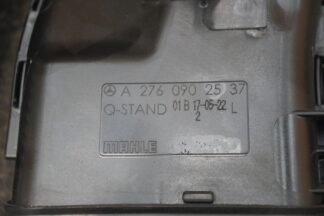 A 276 090 25 37
Q-STAND 01 B 17-05-22 L
2
MAHLE